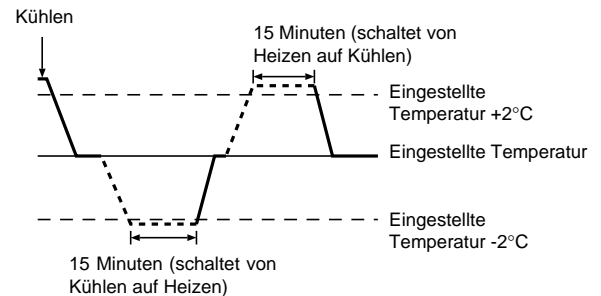 Kühlen
15 Minuten (schaltet von
Heizen auf Kühlen)
Eingestellte
Temperatur +2°C
Eingestellte Temperatur
Eingestellte
Temperatur -2°C
15 Minuten (schaltet von
Kühlen auf Heizen)